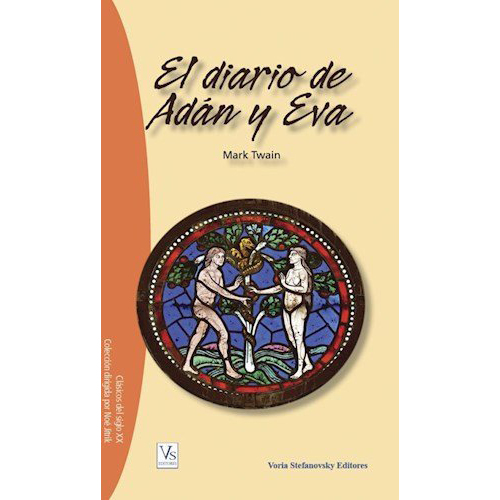 El diario de
Adán y Eva
Mark Twain
Clásicos del siglo XX
Colección dirigida por Noé Jitrik
VS
EDITORES
Voria Stefanovsky Editores